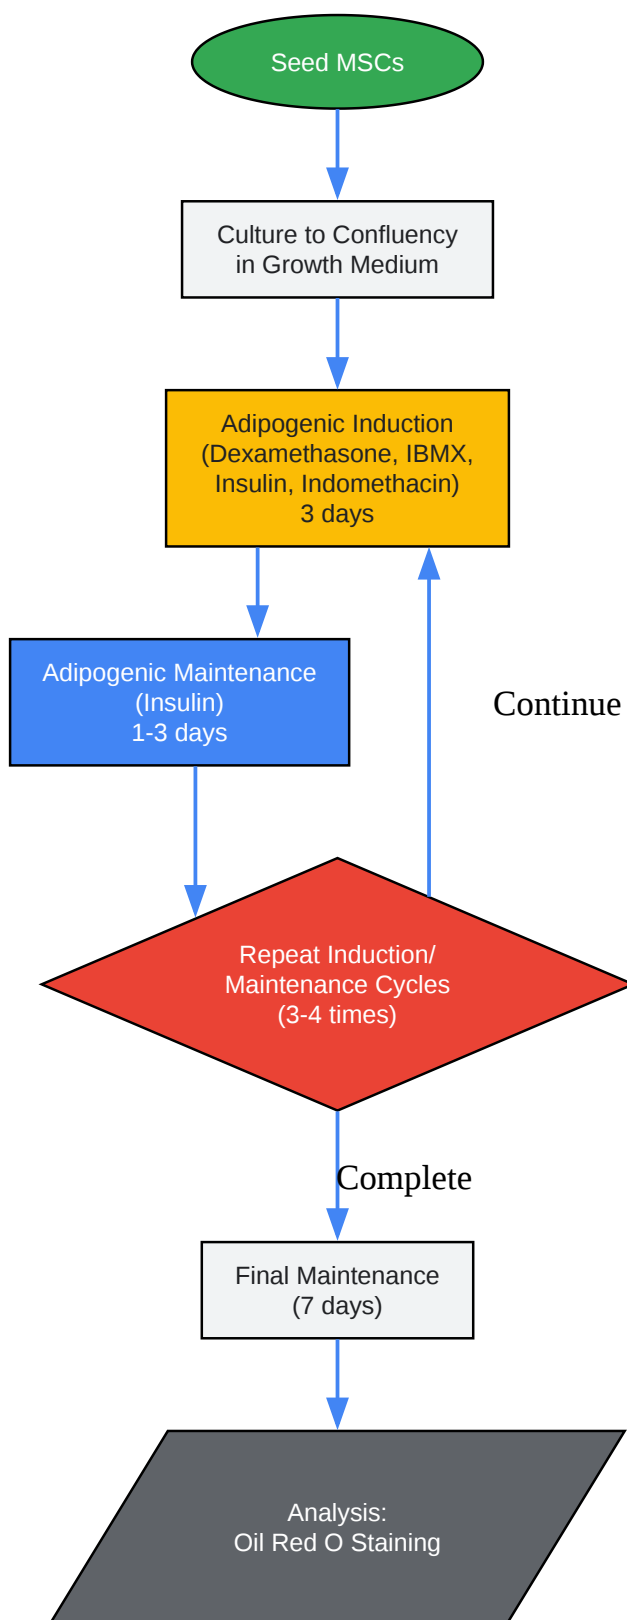 Seed MSCs
Culture to Confluency
in Growth Medium
Adipogenic Induction
(Dexamethasone, IBMX,
Insulin, Indomethacin)
3 days
Adipogenic Maintenance
(Insulin)
1-3 days
Continue
Repeat Induction/
Maintenance Cycles
(3-4 times)
Complete
Final Maintenance
(7 days)
Analysis:
Oil Red O Staining